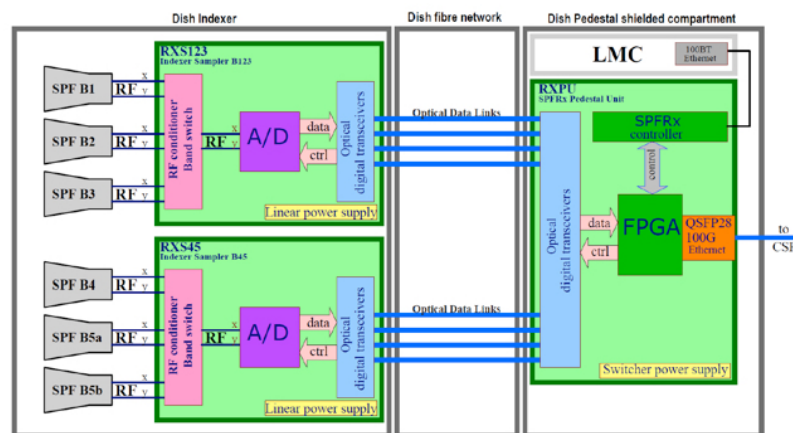 Dish Indexer
Dish fibre network
Dish Pedestal shielded compartment
RXS123
Indexer Sampler B123
SPF B1
RF
x
y
SPF B2
RF
x
y
SPF B3
RF
x
y
RF conditioner
Band switch
RF
x
y
A/D
data
ctrl
Optical
digital transceivers
Linear power supply
RXS45
Indexer Sampler B45
SPF B4
RF
x
y
SPF B5a
RF
x
y
SPF B5b
RF
x
y
RF conditioner
Band switch
RF
x
y
A/D
data
ctrl
Optical
digital transceivers
Linear power supply
Optical Data Links
Optical Data Links
LMC
100BT
Ethernet
RXPU
SPFRx Pedestal Unit
Optical
digital transceivers
SPFRx
controller
control
data
ctrl
FPGA
QSFP28
100G
Ethernet
to
CSP
Switcher power supply